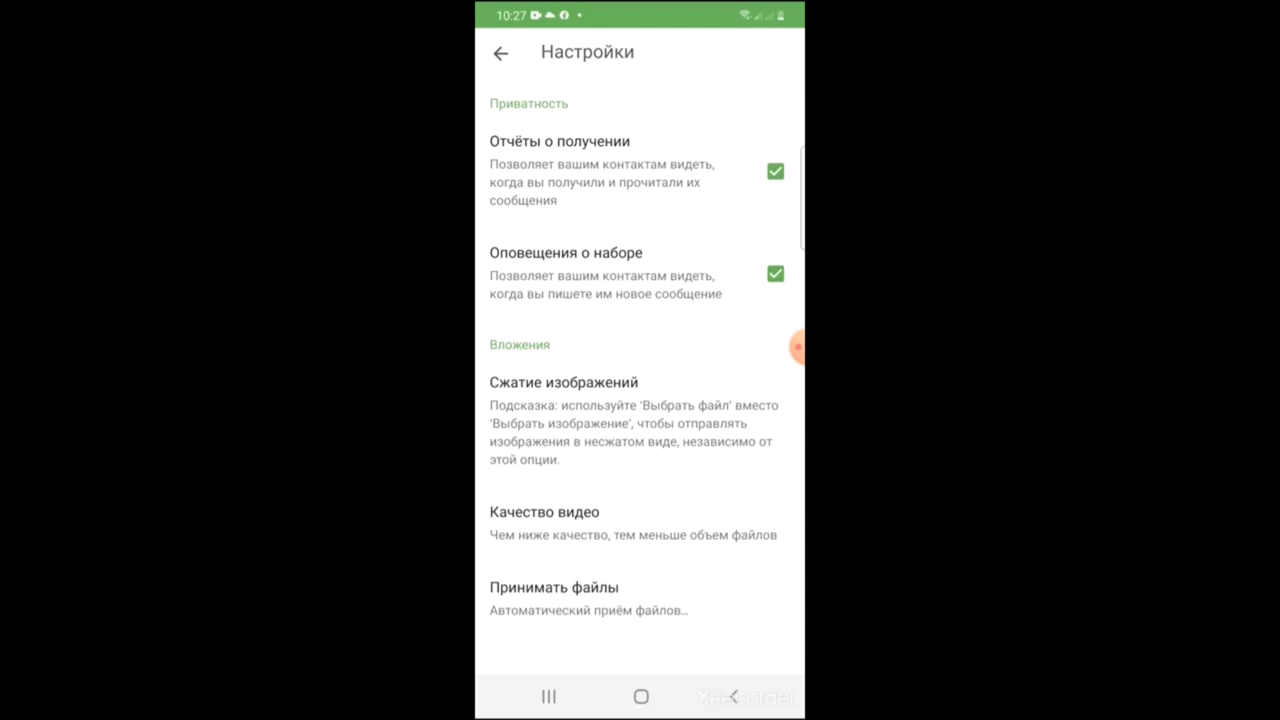 10:27
Настройки
Приватность
Отчёты о получении
Позволяет вашим контактам видеть,
когда вы получили и прочитали их
сообщения
Оповещения о наборе
Позволяет вашим контактам видеть,
когда вы пишете им новое сообщение
Вложения
Сжатие изображений
Подсказка: используйте ‘Выбрать файл’ вместо
‘Выбрать изображение’, чтобы отправлять
изображения в несжатом виде, независимо от
этой опции.
Качество видео
Чем ниже качество, тем меньше объем файлов
Принимать файлы
Автоматический приём файлов…
XRecorder